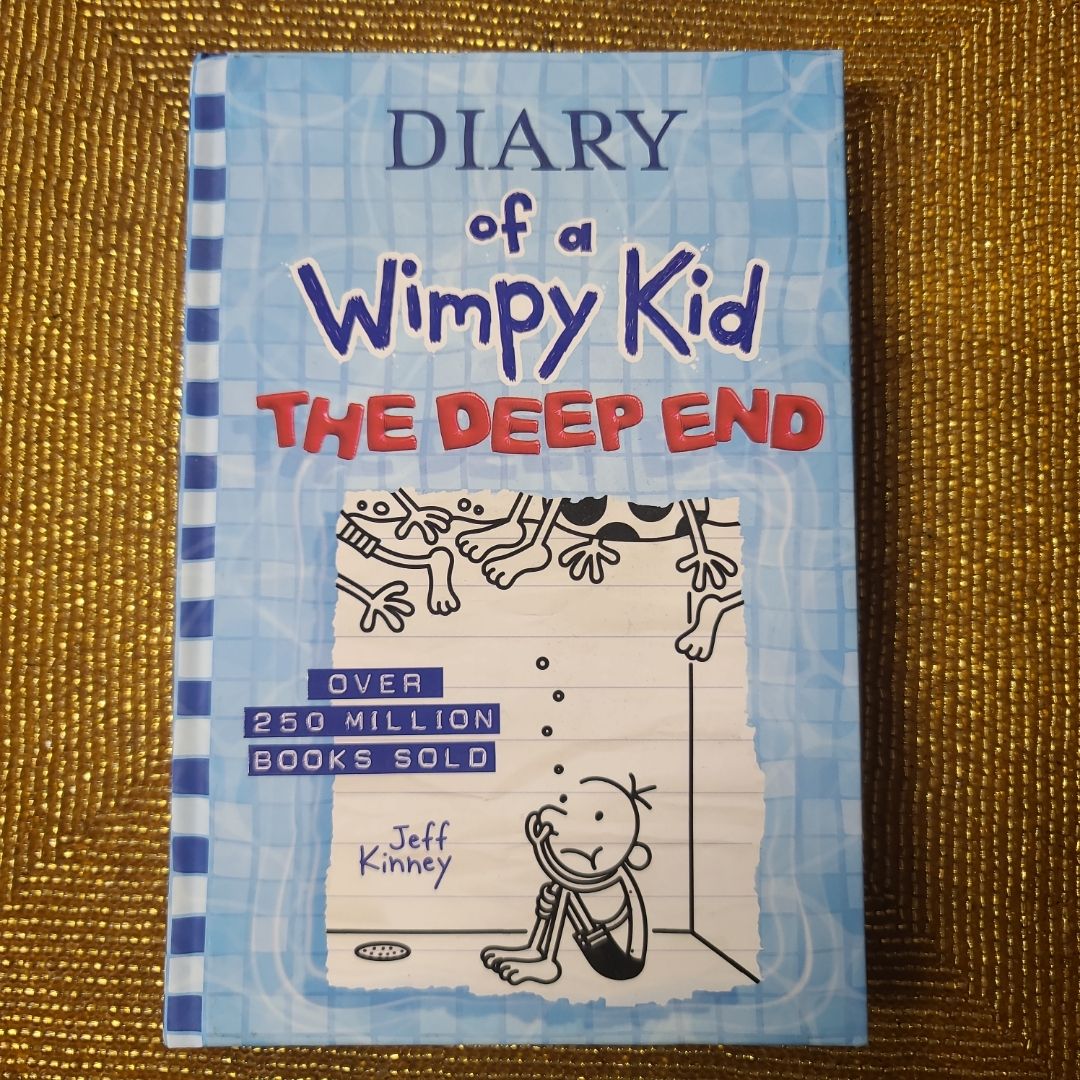 DIARY
of a
Wimpy Kid
THE DEEP END
OVER
250 MILLION
BOOKS SOLD
Jeff
Kinney